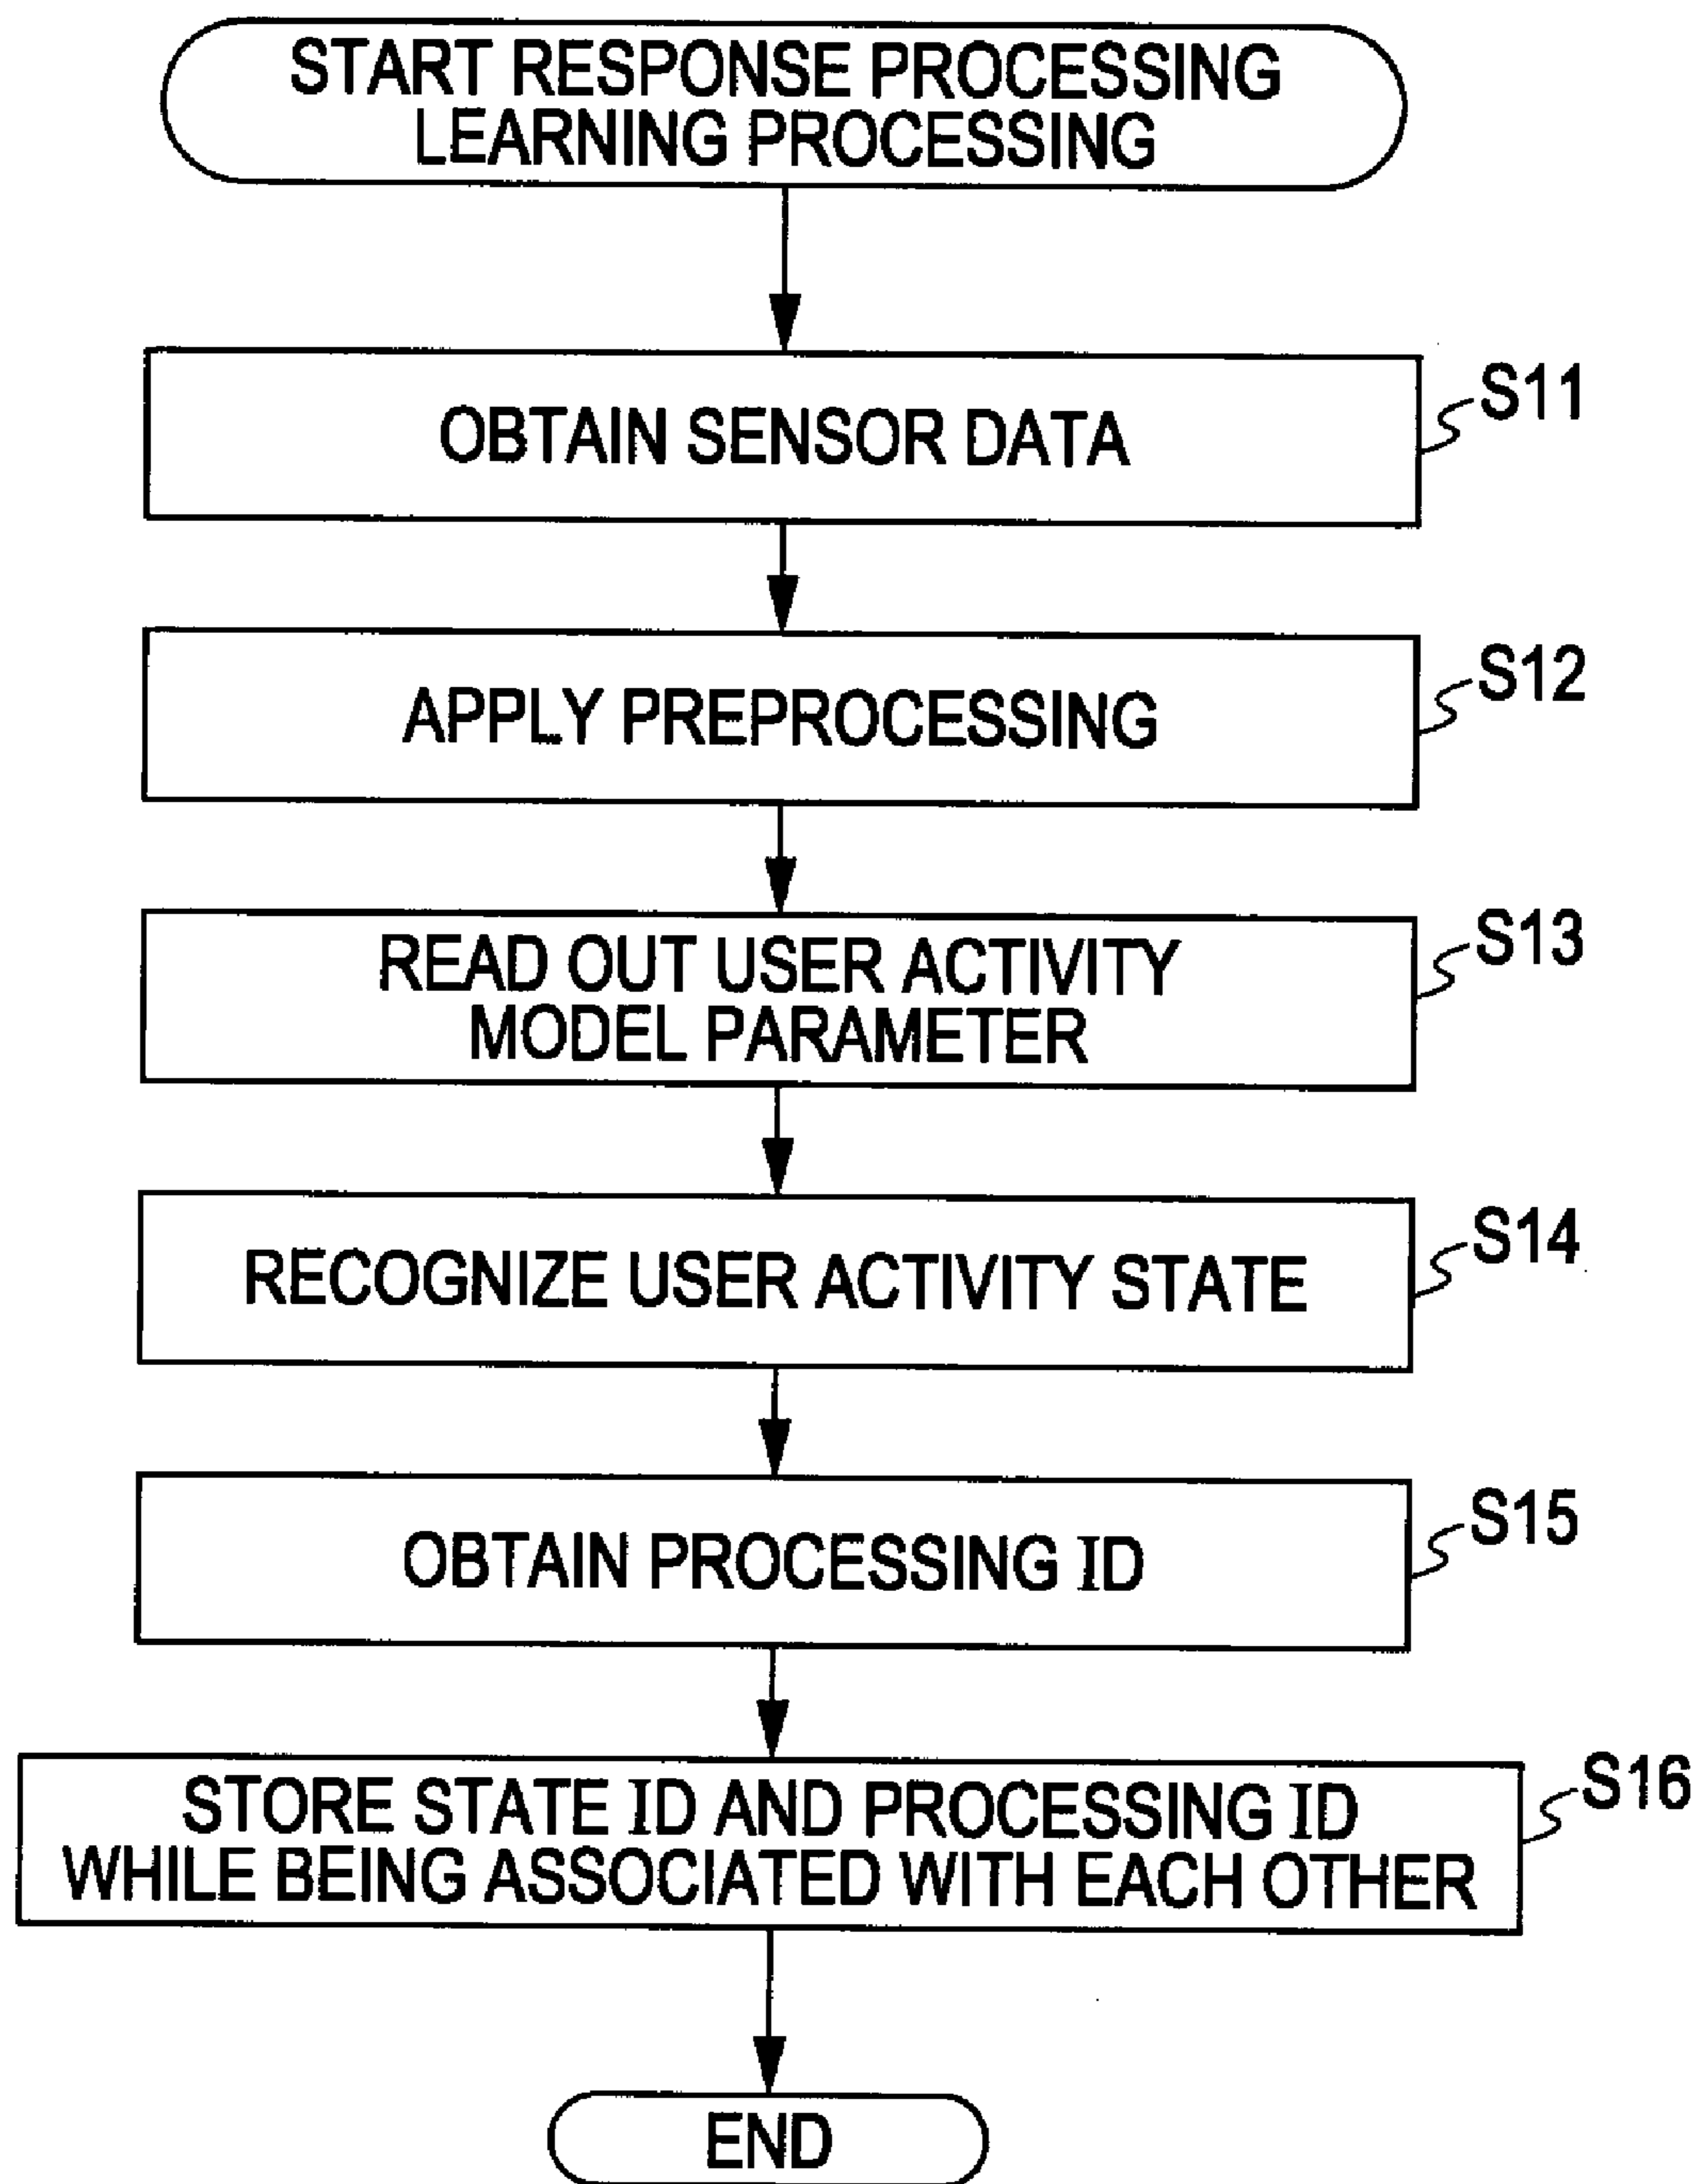 START RESPONSE PROCESSING
LEARNING PROCESSING
OBTAIN SENSOR DATA
S11
APPLY PREPROCESSING
S12
READ OUT USER ACTIVITY
MODEL PARAMETER
S13
RECOGNIZE USER ACTIVITY STATE
S14
OBTAIN PROCESSING ID
S15
STORE STATE ID AND PROCESSING ID
WHILE BEING ASSOCIATED WITH EACH OTHER
S16
END